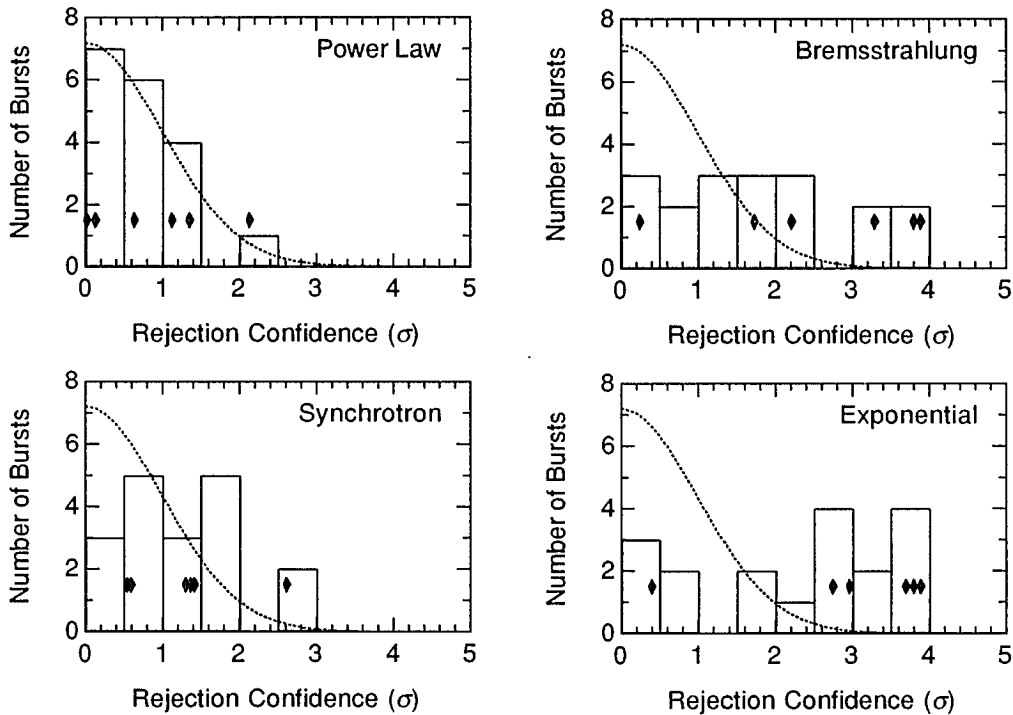 Power Law
Number of Bursts
8
6
4
2
0
0 1 2 3 4 5
Rejection Confidence (σ)
Bremsstrahlung
Number of Bursts
8
6
4
2
0
0 1 2 3 4 5
Rejection Confidence (σ)
Synchrotron
Number of Bursts
8
6
4
2
0
0 1 2 3 4 5
Rejection Confidence (σ)
Exponential
Number of Bursts
8
6
4
2
0
0 1 2 3 4 5
Rejection Confidence (σ)